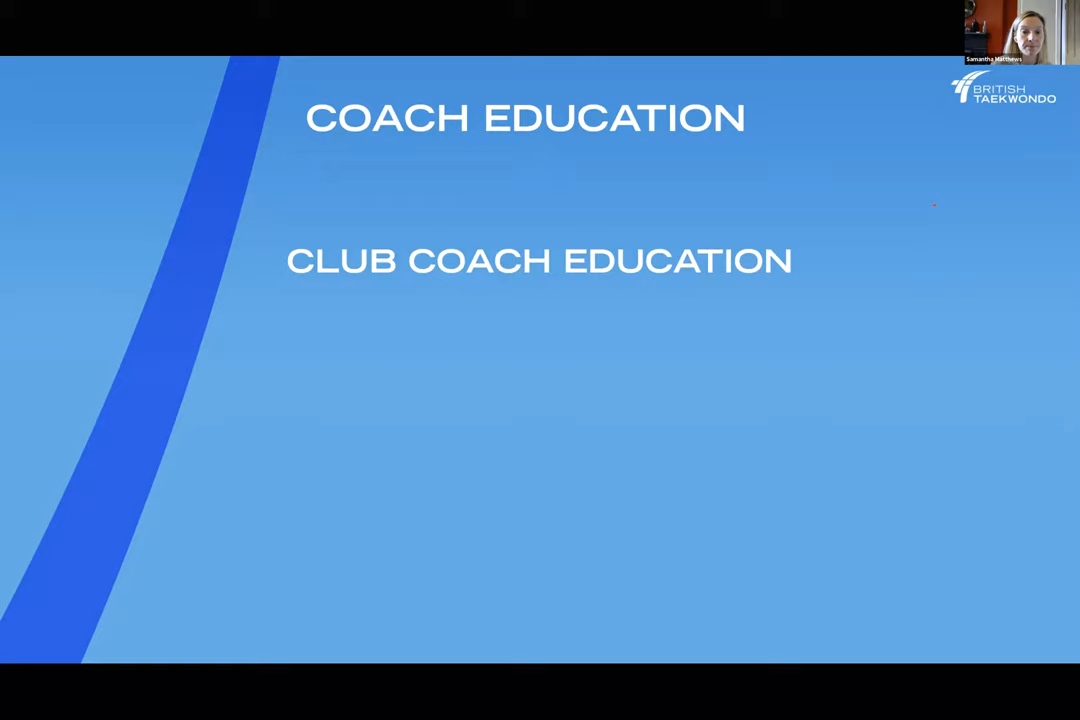 Samantha Matthews
BRITISH
TAEKWONDO
COACH EDUCATION
CLUB COACH EDUCATION